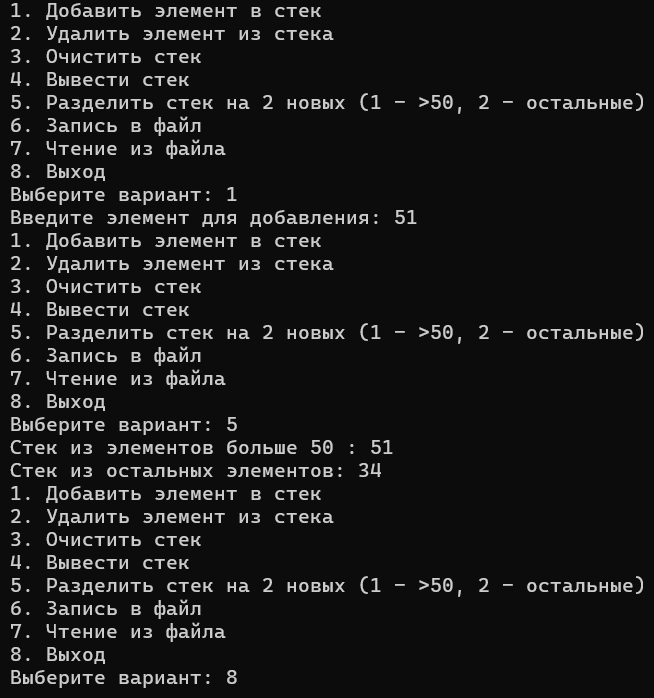 1. Добавить элемент в стек
2. Удалить элемент из стека
3. Очистить стек
4. Вывести стек
5. Разделить стек на 2 новых (1 - >50, 2 - остальные)
6. Запись в файл
7. Чтение из файла
8. Выход
Выберите вариант: 1
Введите элемент для добавления: 51
1. Добавить элемент в стек
2. Удалить элемент из стека
3. Очистить стек
4. Вывести стек
5. Разделить стек на 2 новых (1 - >50, 2 - остальные)
6. Запись в файл
7. Чтение из файла
8. Выход
Выберите вариант: 5
Стек из элементов больше 50 : 51
Стек из остальных элементов: 34
1. Добавить элемент в стек
2. Удалить элемент из стека
3. Очистить стек
4. Вывести стек
5. Разделить стек на 2 новых (1 - >50, 2 - остальные)
6. Запись в файл
7. Чтение из файла
8. Выход
Выберите вариант: 8